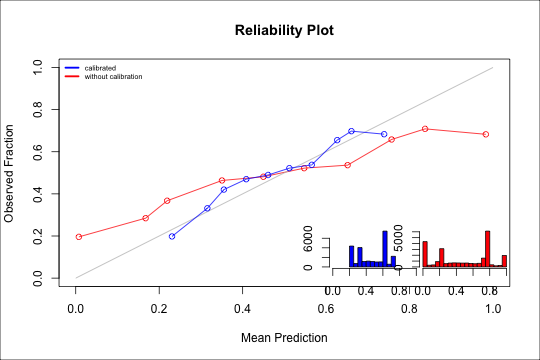 Reliability Plot
calibrated
without calibration
Observed Fraction
1.0
0.8
0.6
0.4
0.2
0.0
0 6000
0 5000
0.0 0.4 0.8
0.0 0.4 0.8
0.0 0.2 0.4 1.0
Mean Prediction